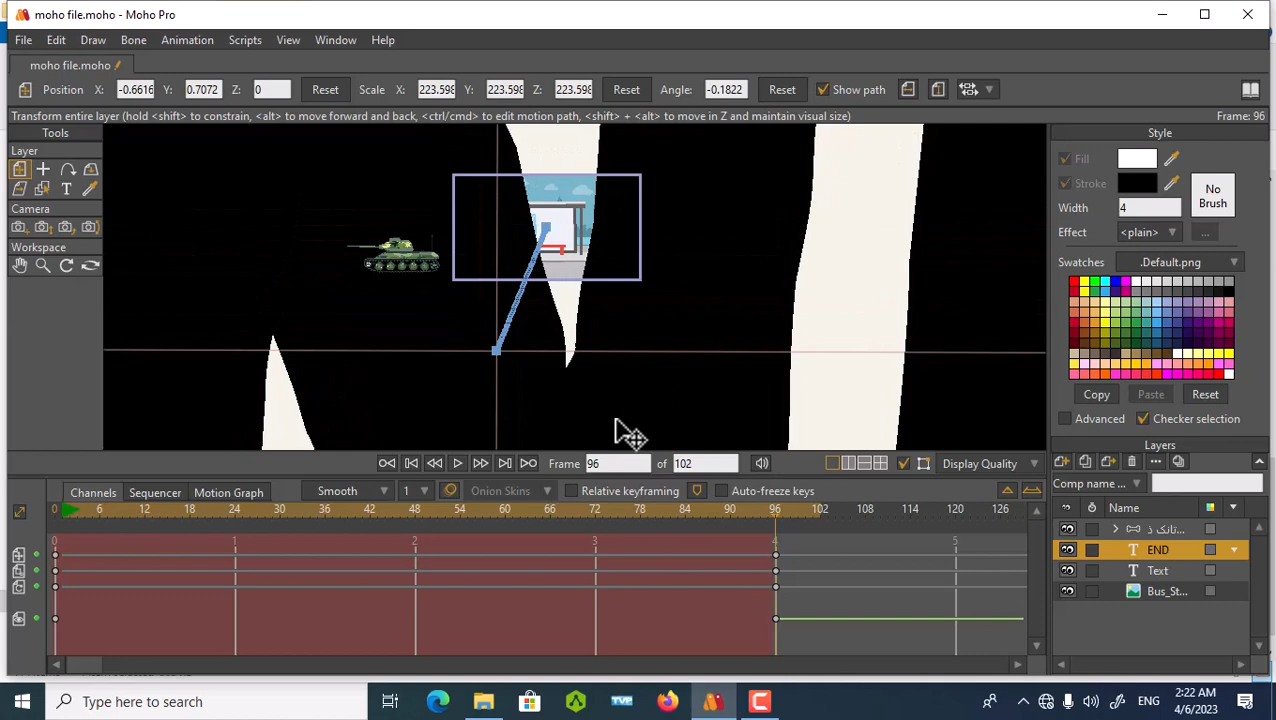 moho file.moho - Moho Pro
File Edit Draw Bone Animation Scripts View Window Help
moho file.moho
Position X: -0.6616 Y: 0.7072 Z: 0 Reset Scale X: 223.598 Y: 223.598 Z: 223.598 Reset Angle: -0.1822 Reset Show path
Transform entire layer (hold <shift> to constrain, <alt> to move forward and back, <ctrl/cmd> to edit motion path, <shift> + <alt> to move in Z and maintain visual size) Frame: 96
Tools
Layer
T
Camera
Workspace
Style
Fill
Stroke
No
Brush
Width 4
Effect <plain> ...
Swatches .Default.png
Copy Paste Reset
Advanced Checker selection
Layers
Comp name ...
Name
تانک ذ...
T END
T Text
Bus_St...
Frame 96 of 102 Display Quality
Channels Sequencer Motion Graph Smooth 1 Onion Skins Relative keyframing Auto-freeze keys
0 6 12 18 24 30 36 42 48 54 60 66 72 78 84 90 96 102 108 114 120 126
0 1 2 3 4 5
Type here to search
TVP
ENG
2:22 AM
4/6/2023